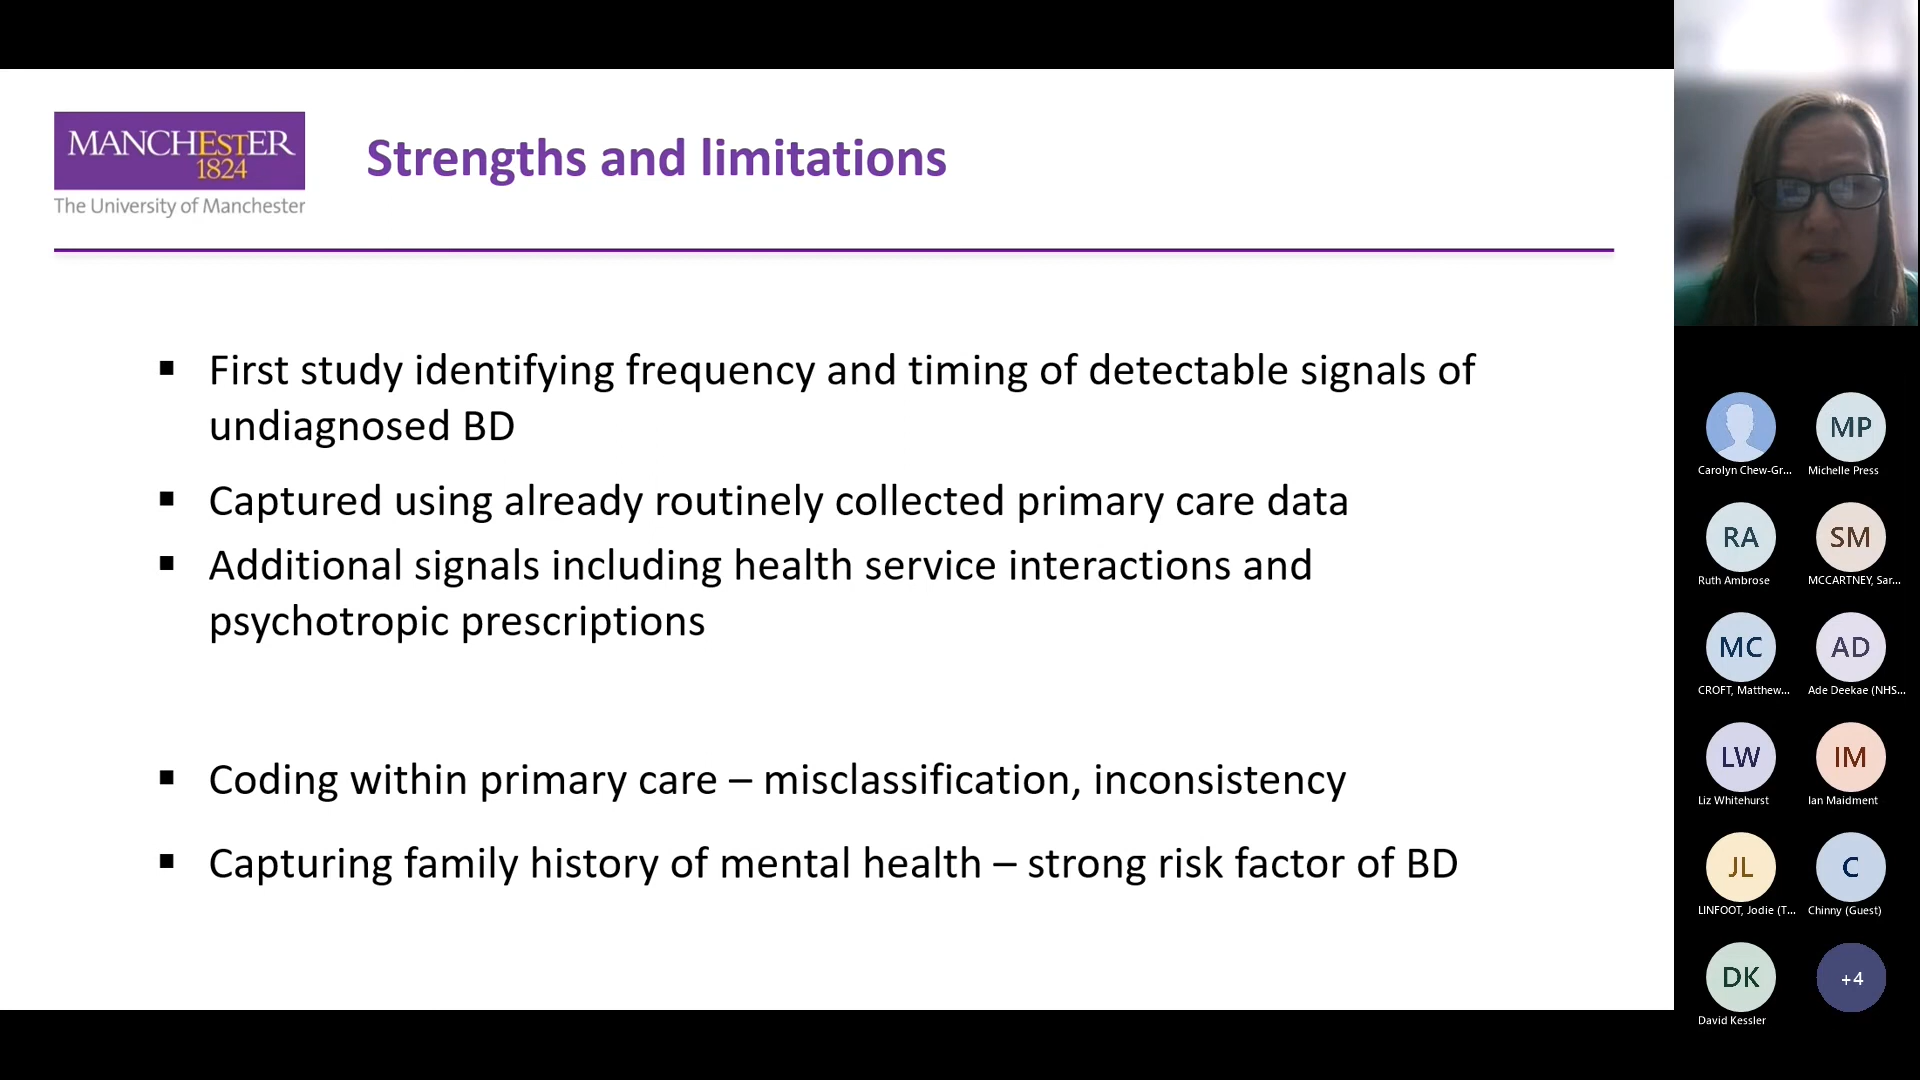 MANCHESTER
1824
The University of Manchester
Strengths and limitations
▪ First study identifying frequency and timing of detectable signals of
undiagnosed BD
▪ Captured using already routinely collected primary care data
▪ Additional signals including health service interactions and
psychotropic prescriptions
▪ Coding within primary care – misclassification, inconsistency
▪ Capturing family history of mental health – strong risk factor of BD
Carolyn Chew-Gr...
MP
Michelle Press
RA
Ruth Ambrose
SM
MCCARTNEY, Sar...
MC
CROFT, Matthew...
AD
Ade Deekae (NHS...
LW
Liz Whitehurst
IM
Ian Maidment
JL
LINFOOT, Jodie (T...
C
Chinny (Guest)
DK
David Kessler
+4